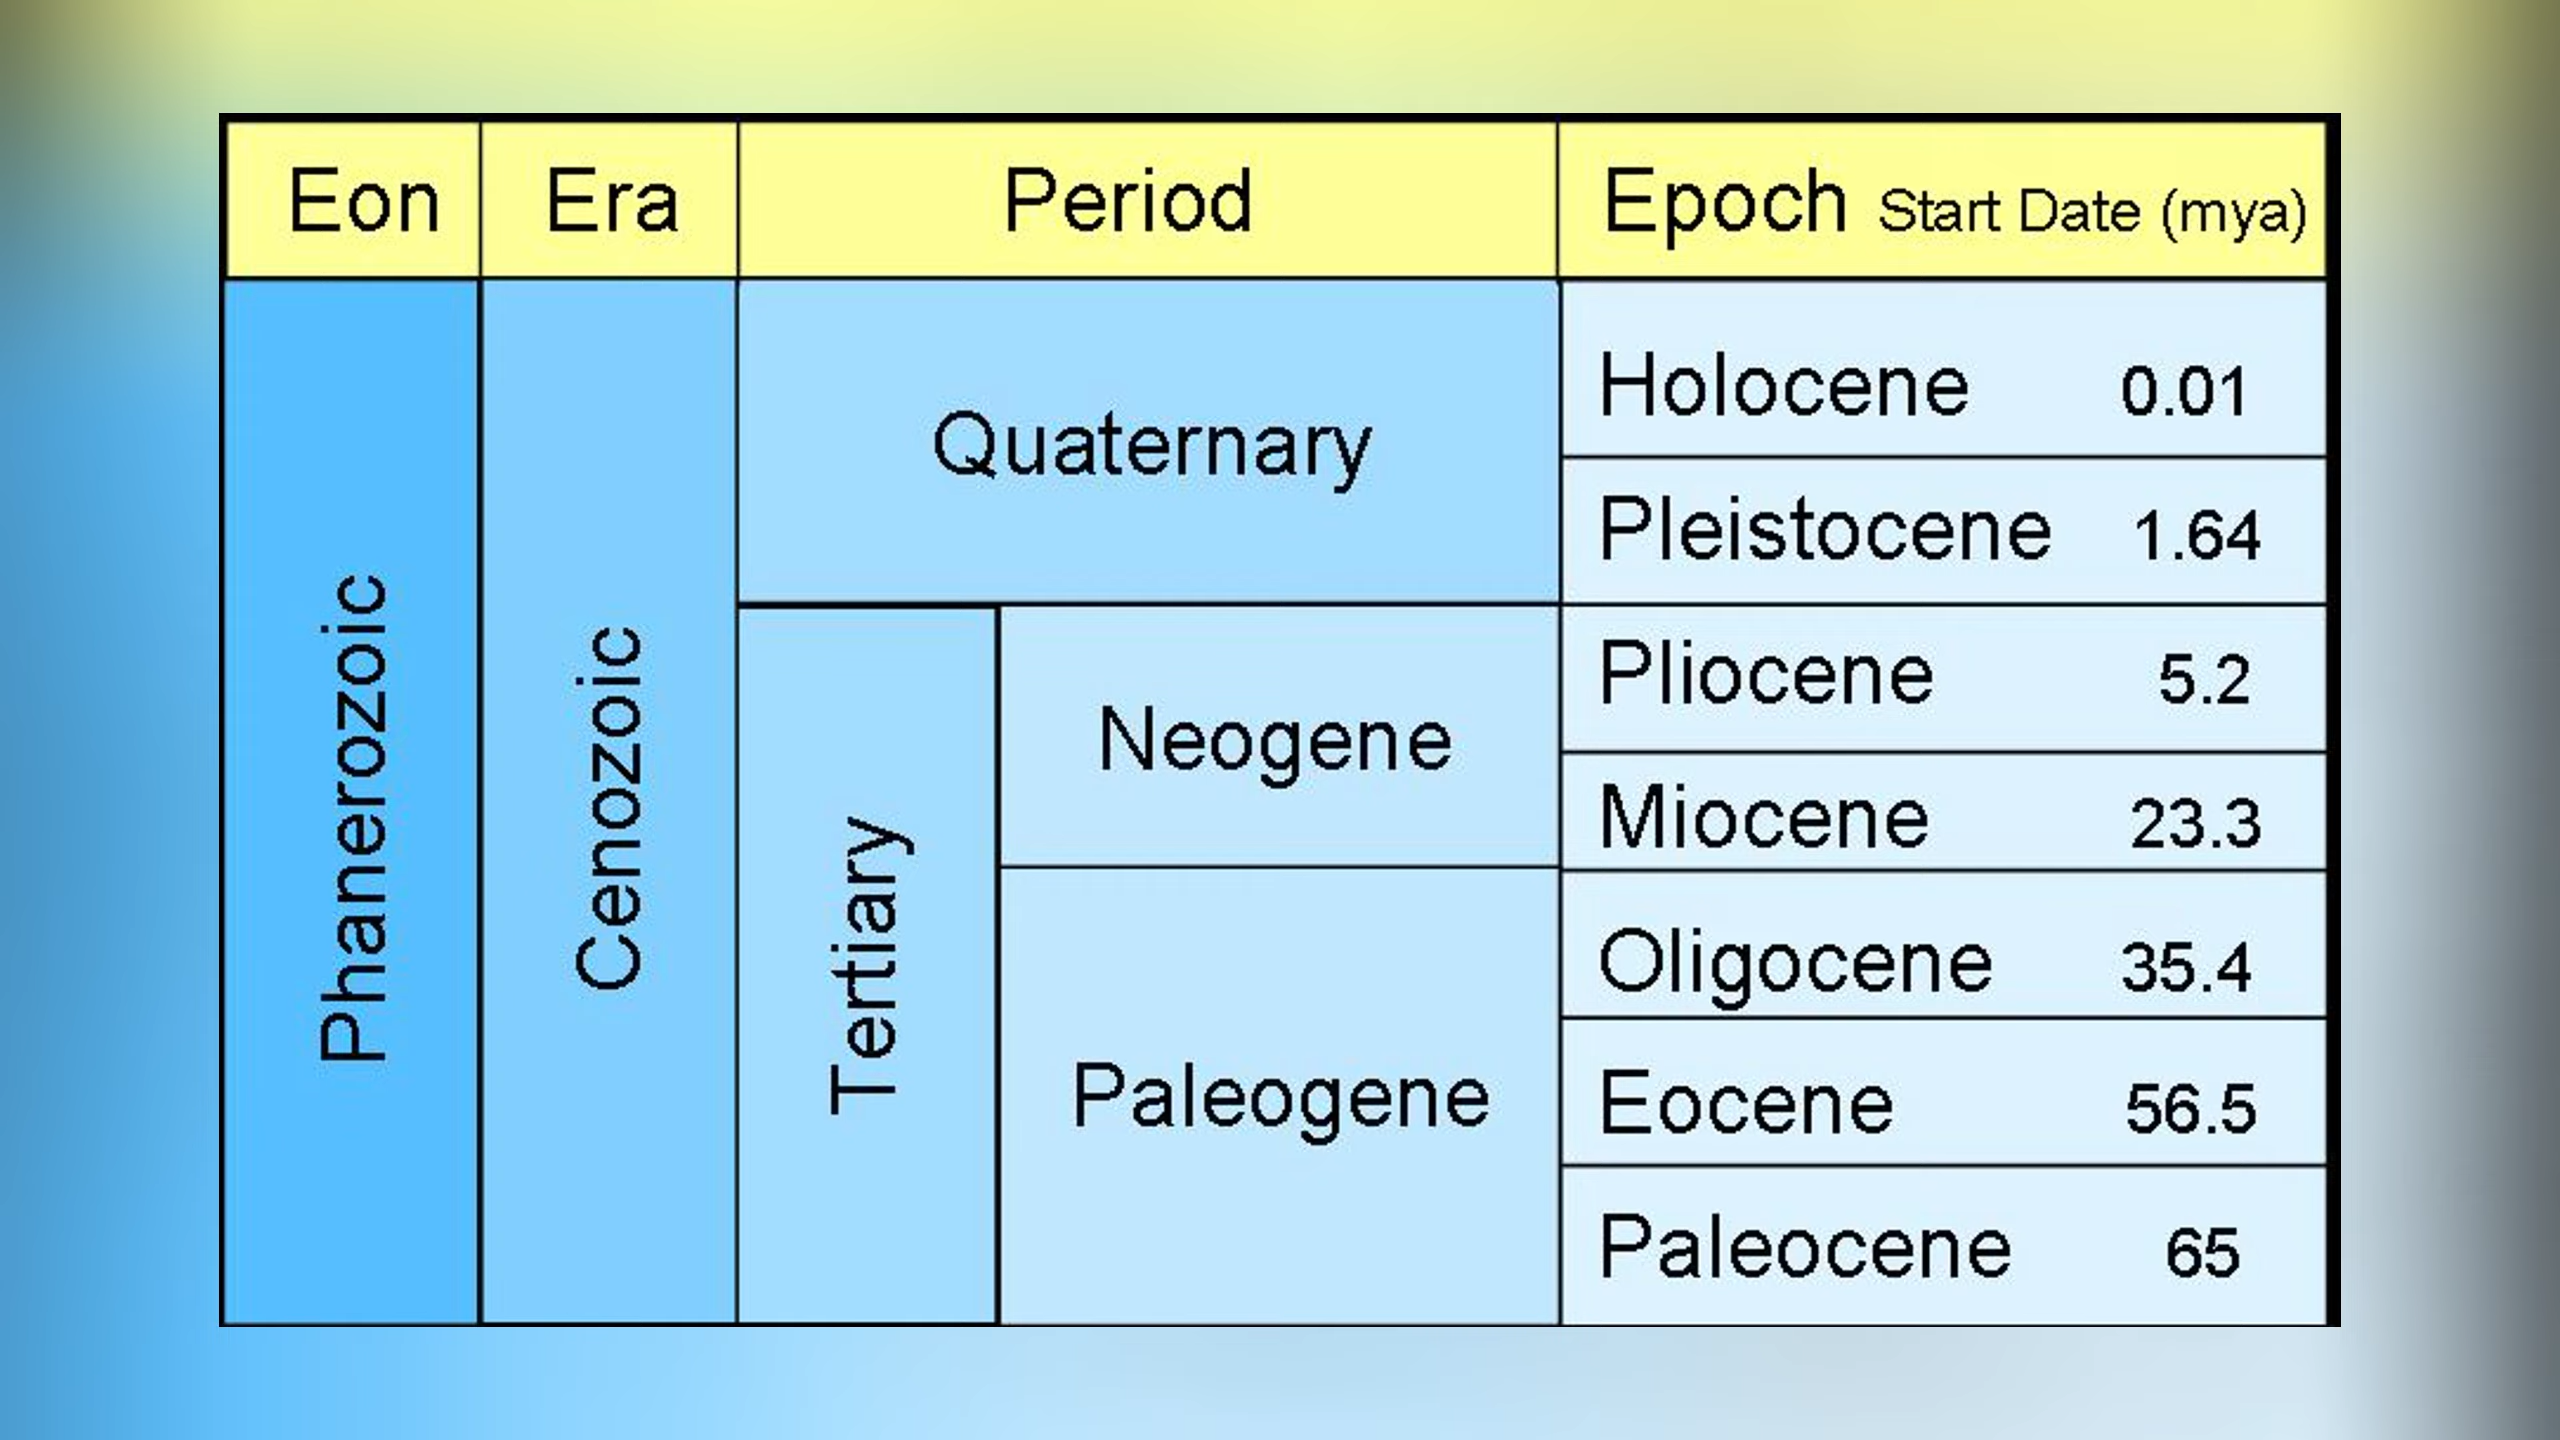 Eon Era Period Epoch Start Date (mya)
Phanerozoic
Cenozoic
Quaternary
Tertiary
Neogene
Paleogene
Holocene 0.01
Pleistocene 1.64
Pliocene 5.2
Miocene 23.3
Oligocene 35.4
Eocene 56.5
Paleocene 65